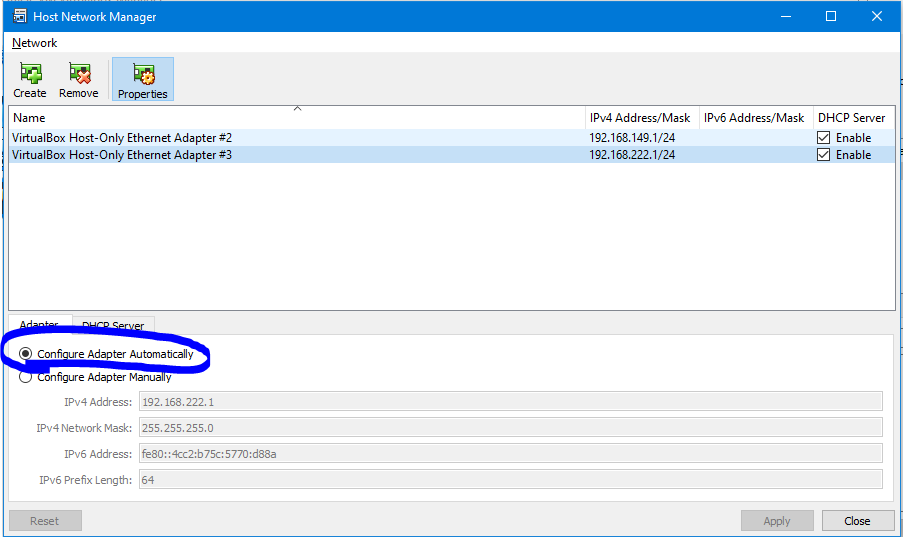 Host Network Manager
Network
Create Remove Properties
Name IPv4 Address/Mask IPv6 Address/Mask DHCP Server
VirtualBox Host-Only Ethernet Adapter #2 192.168.149.1/24 Enable
VirtualBox Host-Only Ethernet Adapter #3 192.168.222.1/24 Enable
Adapter DHCP Server
Configure Adapter Automatically
Configure Adapter Manually
IPv4 Address: 192.168.222.1
IPv4 Network Mask: 255.255.255.0
IPv6 Address: fe80::4cc2:b75c:5770:d88a
IPv6 Prefix Length: 64
Reset Apply Close